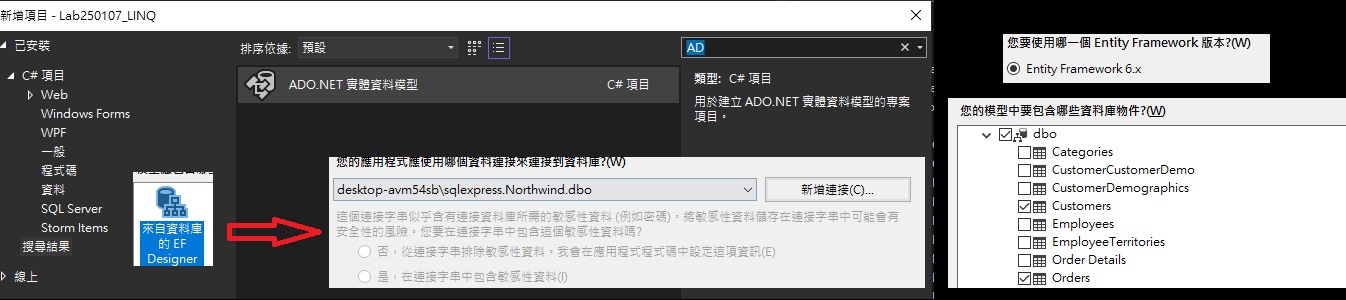 新增項目 - Lab250107_LINQ
已安裝
C# 項目
Web
Windows Forms
WPF
一般
程式碼
資料
SQL Server
Storm Items
搜尋結果
線上
排序依據: 預設
AD
ADO.NET 實體資料模型
C# 項目
類型: C# 項目
用於建立 ADO.NET 實體資料模型的專案
項目。
來自資料庫
的 EF
Designer
您的應用程式應使用哪個資料連接來連接到資料庫?(W)
desktop-avm54sb\sqlexpress.Northwind.dbo
新增連接(C)...
這個連接字串似乎含有連接資料庫所需的敏感性資料 (例如密碼)。將敏感性資料儲存在連接字串中可能會有
安全性的風險。您要在連接字串中包含這個敏感性資料嗎?
否，從連接字串排除敏感性資料。我會在應用程式程式碼中設定這項資訊(E)
是，在連接字串中包含敏感性資料(I)
您要使用哪一個 Entity Framework 版本?(W)
Entity Framework 6.x
您的模型中要包含哪些資料庫物件?(W)
dbo
Categories
CustomerCustomerDemo
CustomerDemographics
Customers
Employees
EmployeeTerritories
Order Details
Orders